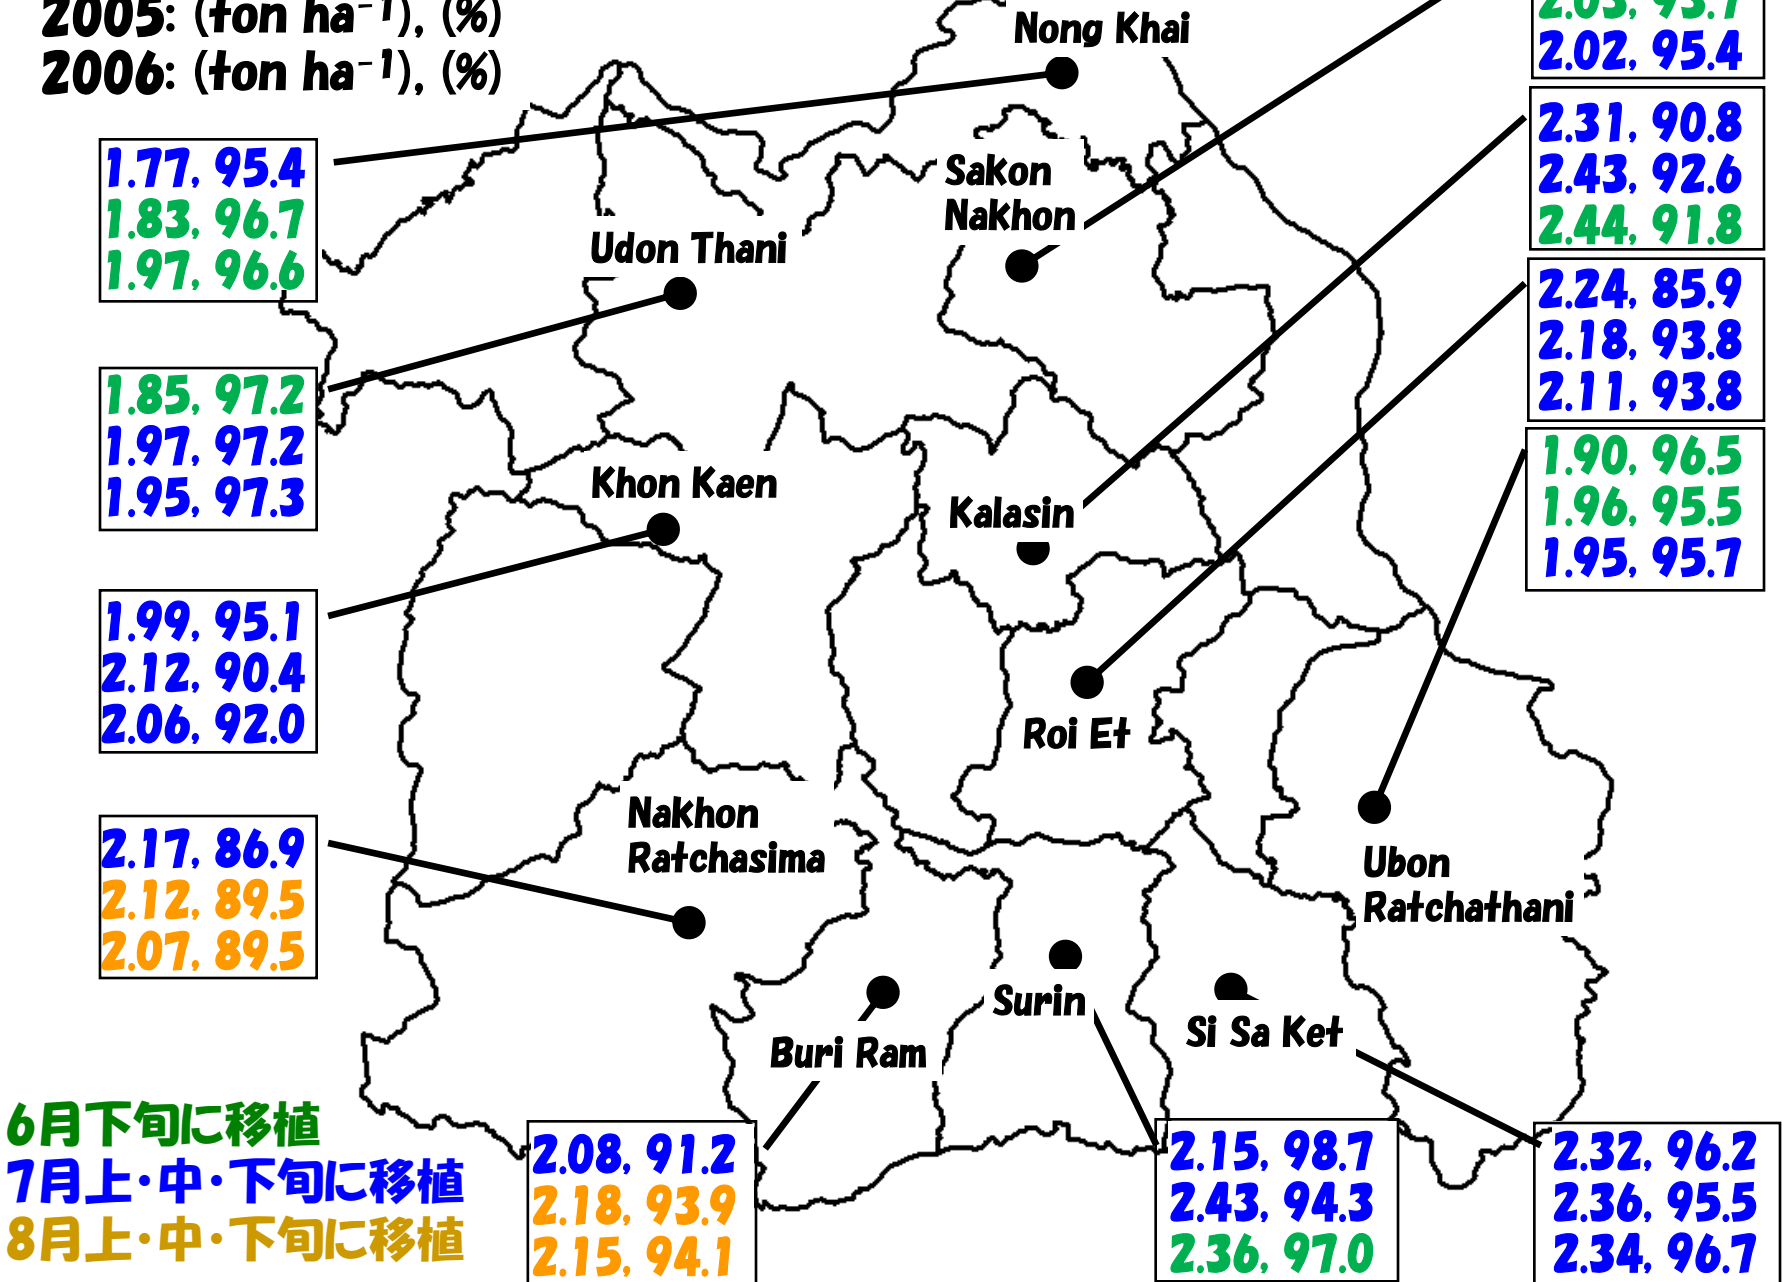 2005: (ton ha⁻¹), (%)
2006: (ton ha⁻¹), (%)
Nong Khai
2.03, 93.7
2.02, 95.4
1.77, 95.4
1.83, 96.7
1.97, 96.6
Sakon
Nakhon
2.31, 90.8
2.43, 92.6
2.44, 91.8
Udon Thani
2.24, 85.9
2.18, 93.8
2.11, 93.8
1.85, 97.2
1.97, 97.2
1.95, 97.3
Khon Kaen
Kalasin
1.90, 96.5
1.96, 95.5
1.95, 95.7
1.99, 95.1
2.12, 90.4
2.06, 92.0
Roi Et
Nakhon
Ratchasima
2.17, 86.9
2.12, 89.5
2.07, 89.5
Ubon
Ratchathani
Surin
Si Sa Ket
Buri Ram
6月下旬に移植
7月上・中・下旬に移植
8月上・中・下旬に移植
2.08, 91.2
2.18, 93.9
2.15, 94.1
2.15, 98.7
2.43, 94.3
2.36, 97.0
2.32, 96.2
2.36, 95.5
2.34, 96.7